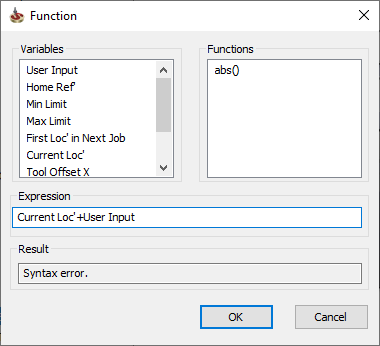 Function
Variables
User Input
Home Ref'
Min Limit
Max Limit
First Loc' in Next Job
Current Loc'
Tool Offset X
Functions
abs()
Expression
Current Loc'+User Input
Result
Syntax error.
OK
Cancel